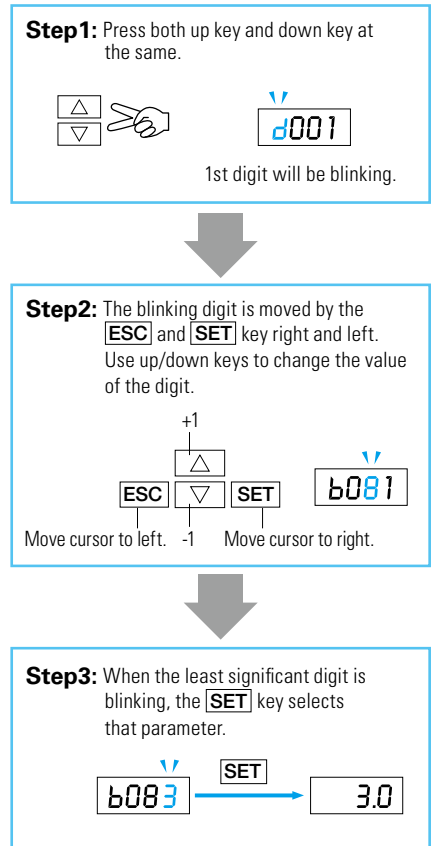 Step1: Press both up key and down key at
the same.
△
▽
d001
1st digit will be blinking.
Step2: The blinking digit is moved by the
ESC and SET key right and left.
Use up/down keys to change the value
of the digit.
+1
△
ESC ▽ SET
b081
Move cursor to left. -1 Move cursor to right.
Step3: When the least significant digit is
blinking, the SET key selects
that parameter.
SET
b083 3.0